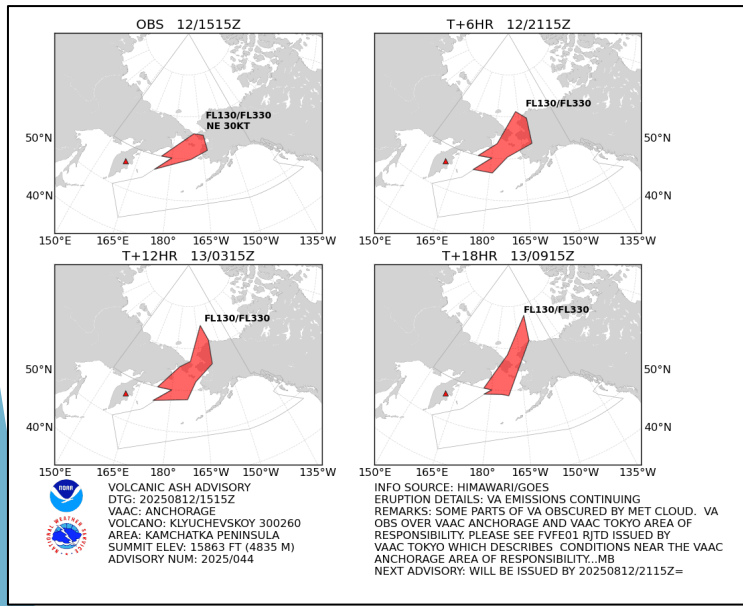 OBS 12/1515Z
T+6HR 12/2115Z
FL130/FL330
NE 30KT
FL130/FL330
50°N
50°N
40°N
40°N
150°E 165°E 180° 165°W 150°W 135°W
150°E 165°E 180° 165°W 150°W 135°W
T+12HR 13/0315Z
T+18HR 13/0915Z
FL130/FL330
FL130/FL330
50°N
50°N
40°N
40°N
150°E 165°E 180° 165°W 150°W 135°W
150°E 165°E 180° 165°W 150°W 135°W
NOAA
NATIONAL WEATHER SERVICE
VOLCANIC ASH ADVISORY
DTG: 20250812/1515Z
VAAC: ANCHORAGE
VOLCANO: KLYUCHEVSKOY 300260
AREA: KAMCHATKA PENINSULA
SUMMIT ELEV: 15863 FT (4835 M)
ADVISORY NUM: 2025/044
INFO SOURCE: HIMAWARI/GOES
ERUPTION DETAILS: VA EMISSIONS CONTINUING
REMARKS: SOME PARTS OF VA OBSCURED BY MET CLOUD. VA
OBS OVER VAAC ANCHORAGE AND VAAC TOKYO AREA OF
RESPONSIBILITY. PLEASE SEE FVFE01 RJTD ISSUED BY
VAAC TOKYO WHICH DESCRIBES CONDITIONS NEAR THE VAAC
ANCHORAGE AREA OF RESPONSIBILITY...MB
NEXT ADVISORY: WILL BE ISSUED BY 20250812/2115Z=